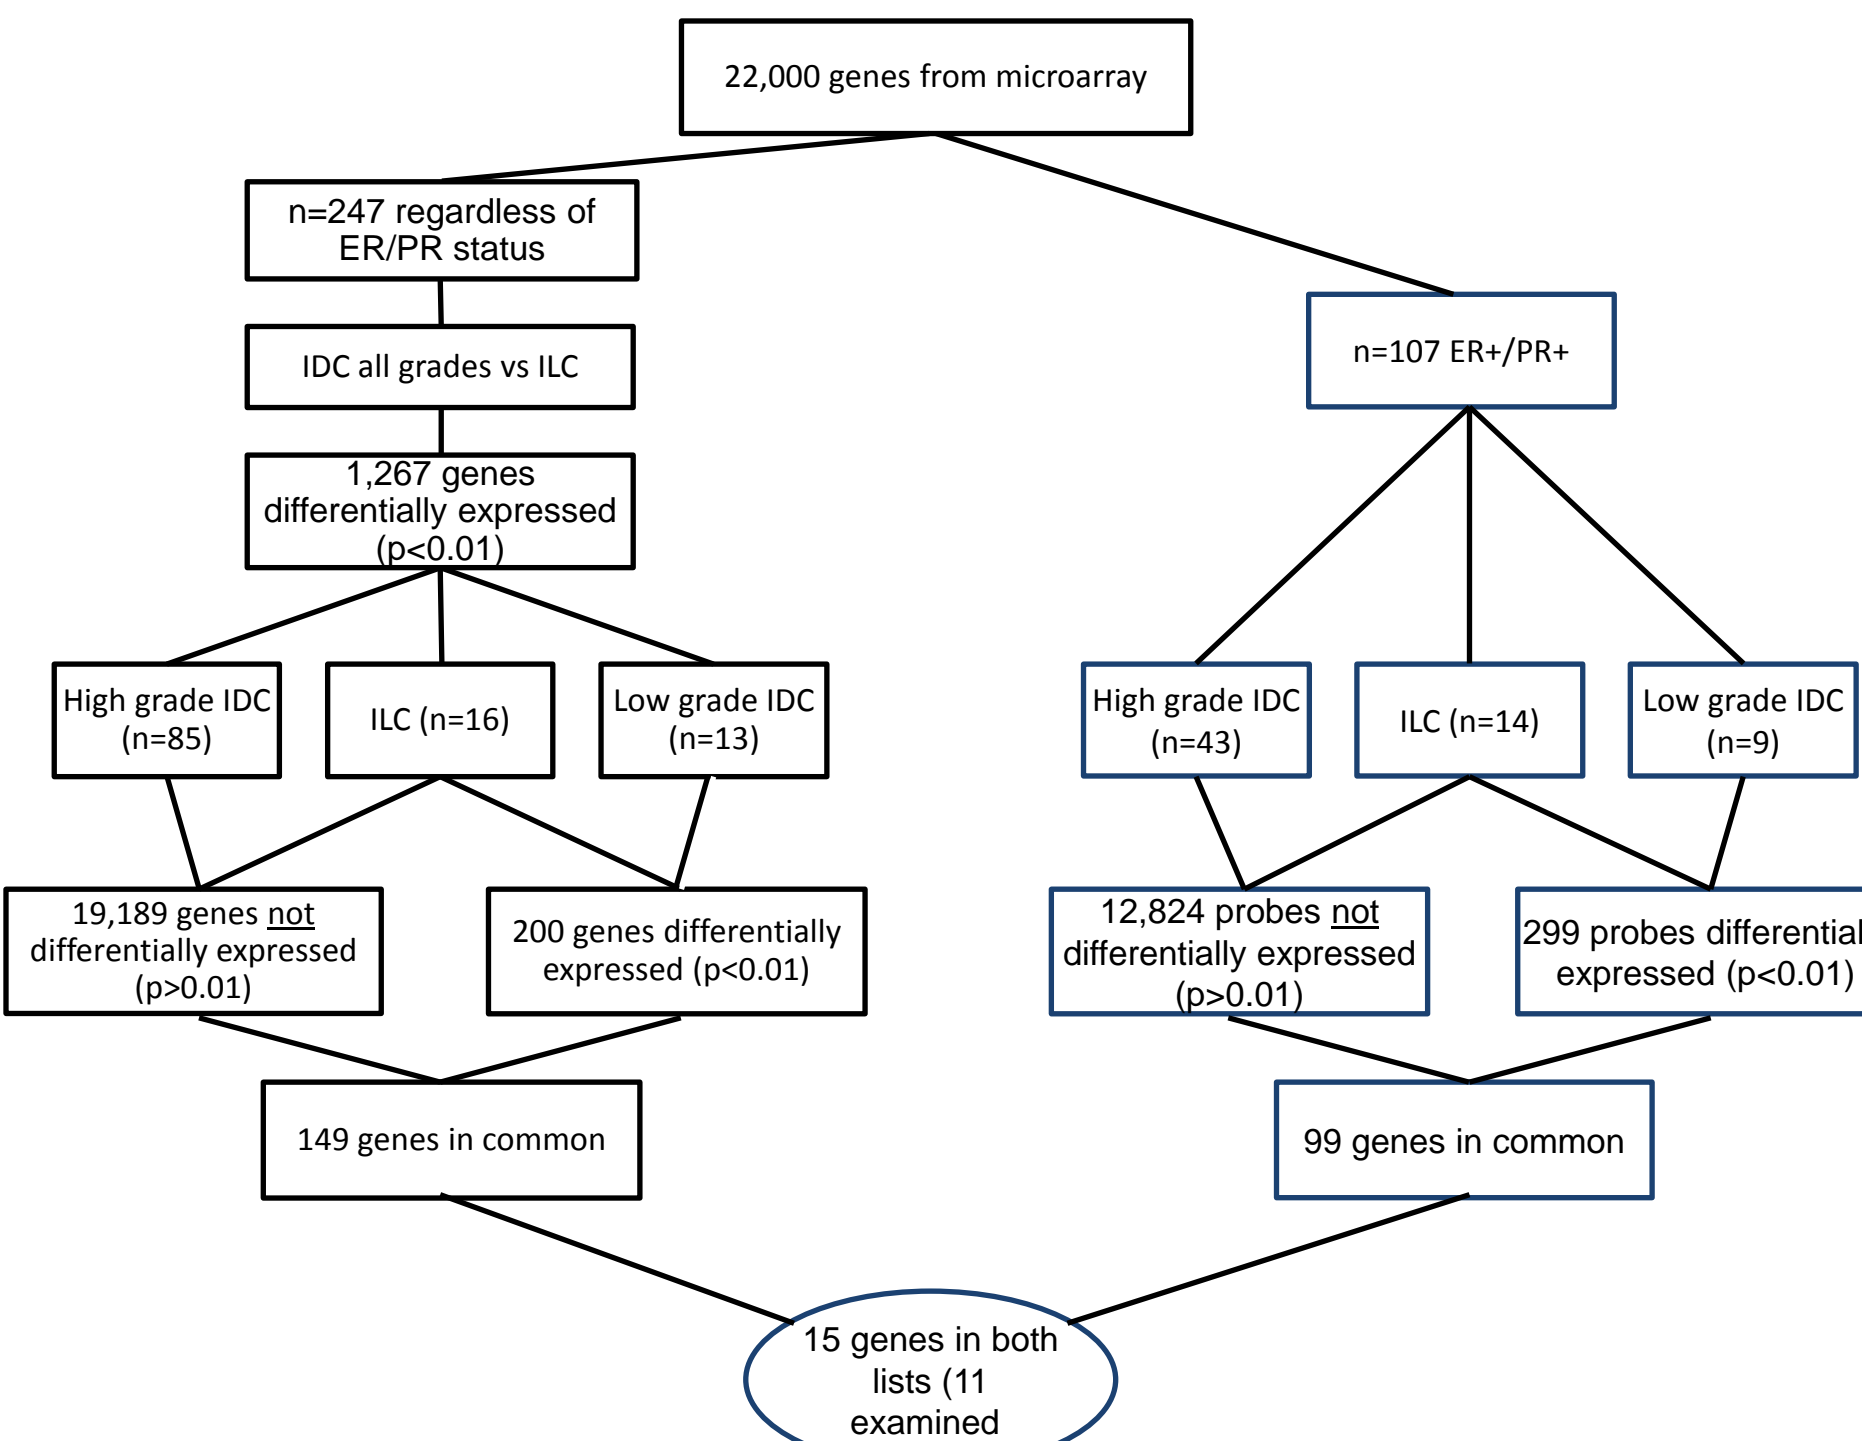 22,000 genes from microarray
n=247 regardless of
ER/PR status
IDC all grades vs ILC
1,267 genes
differentially expressed
(p<0.01)
n=107 ER+/PR+
High grade IDC
(n=85)
ILC (n=16)
Low grade IDC
(n=13)
High grade IDC
(n=43)
ILC (n=14)
Low grade IDC
(n=9)
19,189 genes not
differentially expressed
(p>0.01)
200 genes differentially
expressed (p<0.01)
12,824 probes not
differentially expressed
(p>0.01)
299 probes differential
expressed (p<0.01)
149 genes in common
99 genes in common
15 genes in both
lists (11
examined